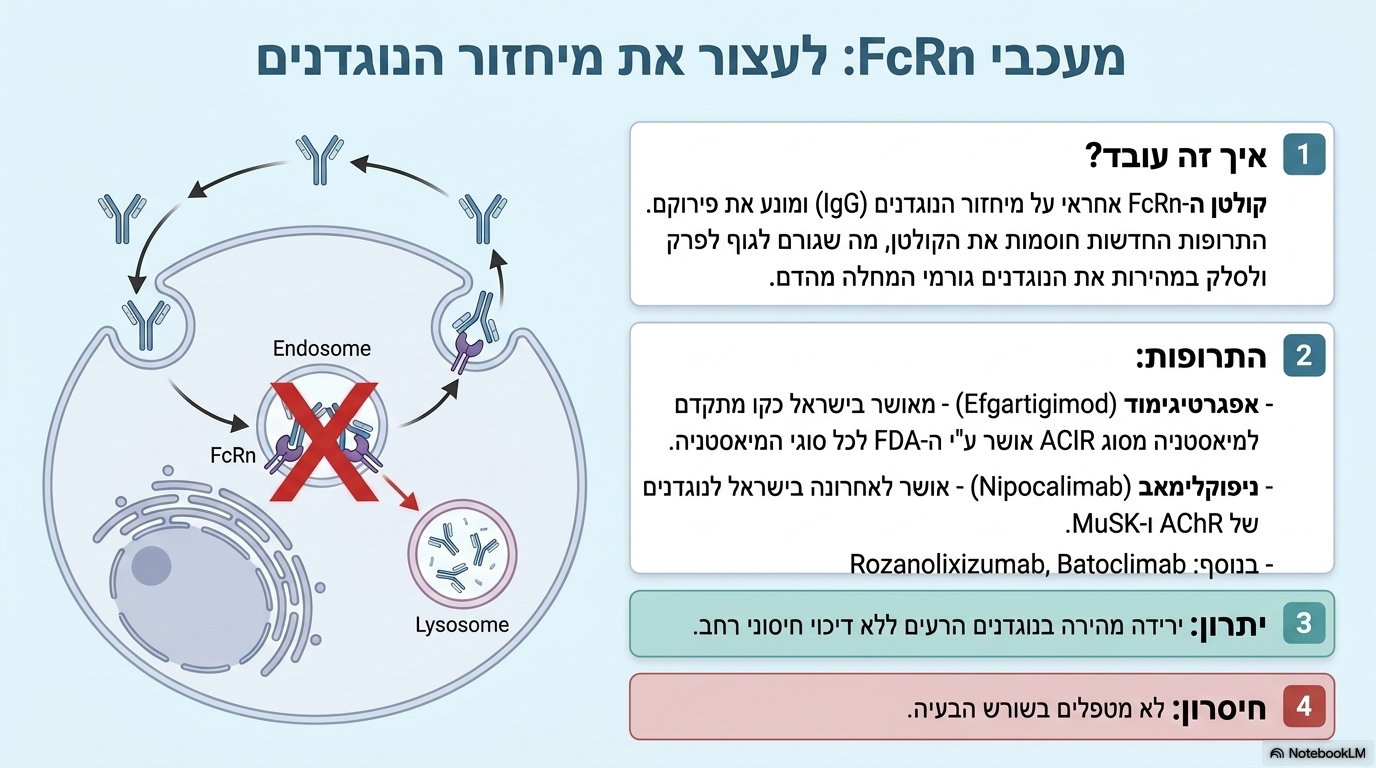 מעכבי FcRn: לעצור את מיחזור הנוגדנים
1
איך זה עובד?
קולטן ה-FcRn אחראי על מיחזור הנוגדנים (IgG) ומונע את פירוקם.
התרופות החדשות חוסמות את הקולטן, מה שגורם לגוף לפרק
ולסלק במהירות את הנוגדנים גורמי המחלה מהדם.
2
התרופות:
- אפגרטיגימוד (Efgartigimod) - מאושר בישראל כקו מתקדם
למיאסטניה מסוג ACIR אושר ע"י ה-FDA לכל סוגי המיאסטניה.
- ניפוקלימאב (Nipocalimab) - אושר לאחרונה בישראל לנוגדנים
של AChR ו-MuSK.
- בנוסף: Rozanolixizumab, Batoclimab
3
יתרון: ירידה מהירה בנוגדנים הרעים ללא דיכוי חיסוני רחב.
4
חיסרון: לא מטפלים בשורש הבעיה.
Endosome
FcRn
Lysosome
NotebookLM